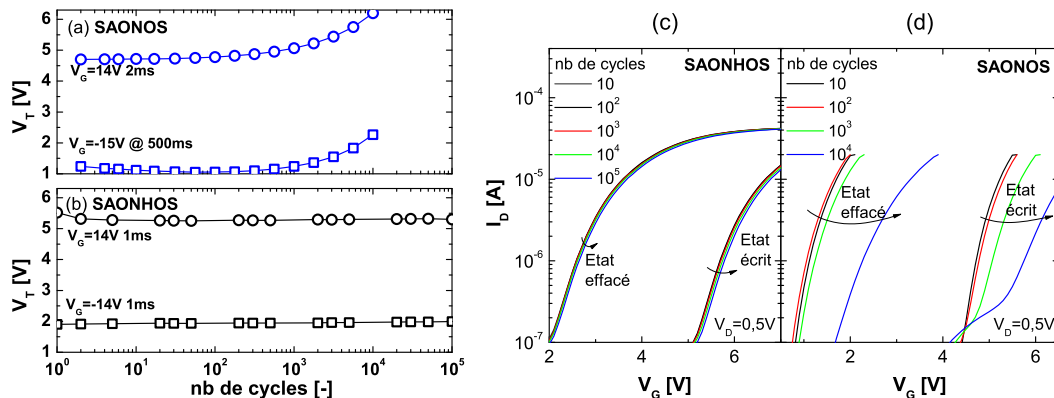 (a) SAONOS
V_G=14V 2ms
V_G=-15V @ 500ms
V_T [V]
6
5
4
3
2
1
(b) SAONHOS
V_G=14V 1ms
V_G=-14V 1ms
V_T [V]
6
5
4
3
2
1
10^0 10^1 10^2 10^3 10^4 10^5
nb de cycles [-]
(c)
nb de cycles
SAONHOS
10
10^2
10^3
10^4
10^5
Etat
effacé
Etat
écrit
V_D=0,5V
I_D [A]
10^-4
10^-5
10^-6
10^-7
2 4 6
V_G [V]
(d)
nb de cycles
SAONOS
10
10^2
10^3
10^4
Etat
effacé
Etat
écrit
V_D=0,5V
2 4 6
V_G [V]